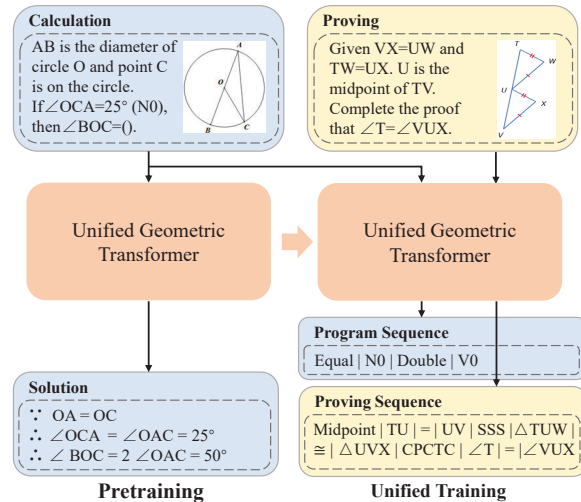 Calculation
AB is the diameter of
circle O and point C
is on the circle.
If∠OCA=25° (N0),
then ∠BOC=().
A
O
B
C
Proving
Given VX=UW and
TW=UX. U is the
midpoint of TV.
Complete the proof
that ∠T=∠VUX.
T
W
U
X
V
Unified Geometric
Transformer
Unified Geometric
Transformer
Program Sequence
Equal | N0 | Double | V0
Solution
∵ OA = OC
∴ ∠OCA = ∠OAC = 25°
∴ ∠ BOC = 2 ∠OAC = 50°
Proving Sequence
Midpoint | TU | = | UV | SSS |△TUW |
≅ | △UVX | CPCTC | ∠T | = |∠VUX
Pretraining
Unified Training